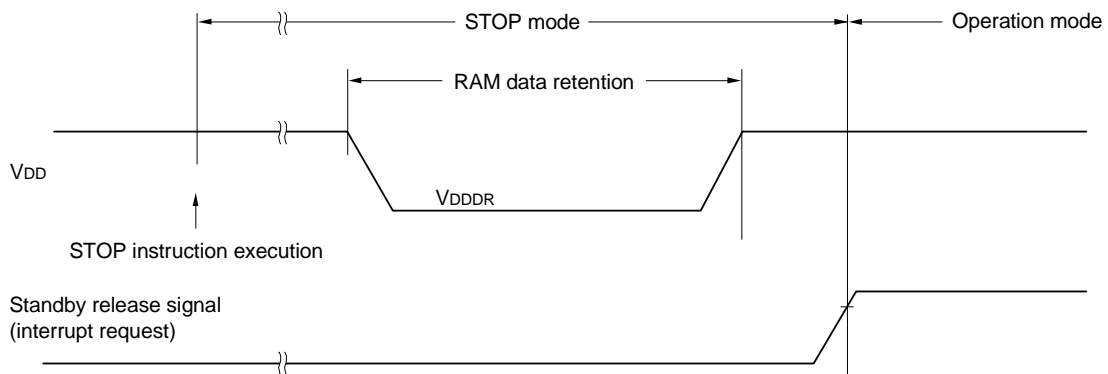 STOP mode
Operation mode
RAM data retention
VDD
VDDDR
STOP instruction execution
Standby release signal
(interrupt request)